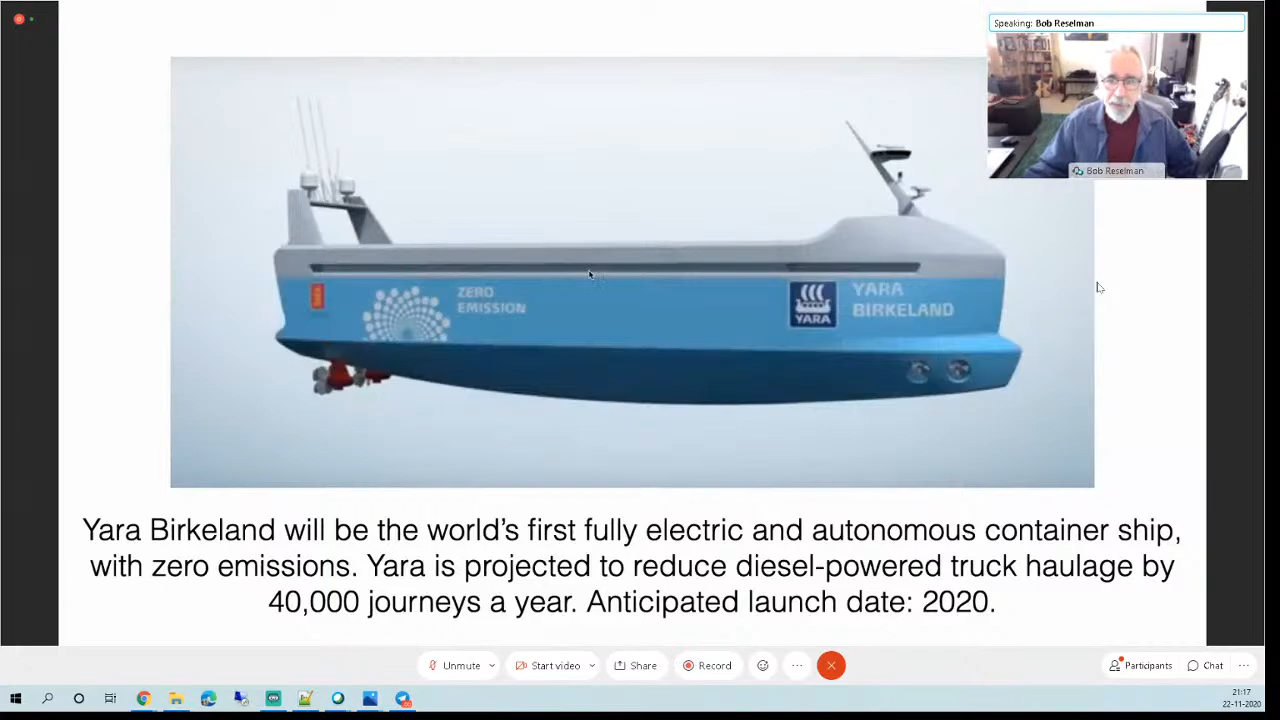 Speaking: Bob Reselman
Bob Reselman
ZERO
EMISSION
YARA
YARA
BIRKELAND
Yara Birkeland will be the world's first fully electric and autonomous container ship,
with zero emissions. Yara is projected to reduce diesel-powered truck haulage by
40,000 journeys a year. Anticipated launch date: 2020.
Unmute
Start video
Share
Record
Participants
Chat
21:17
22-11-2020